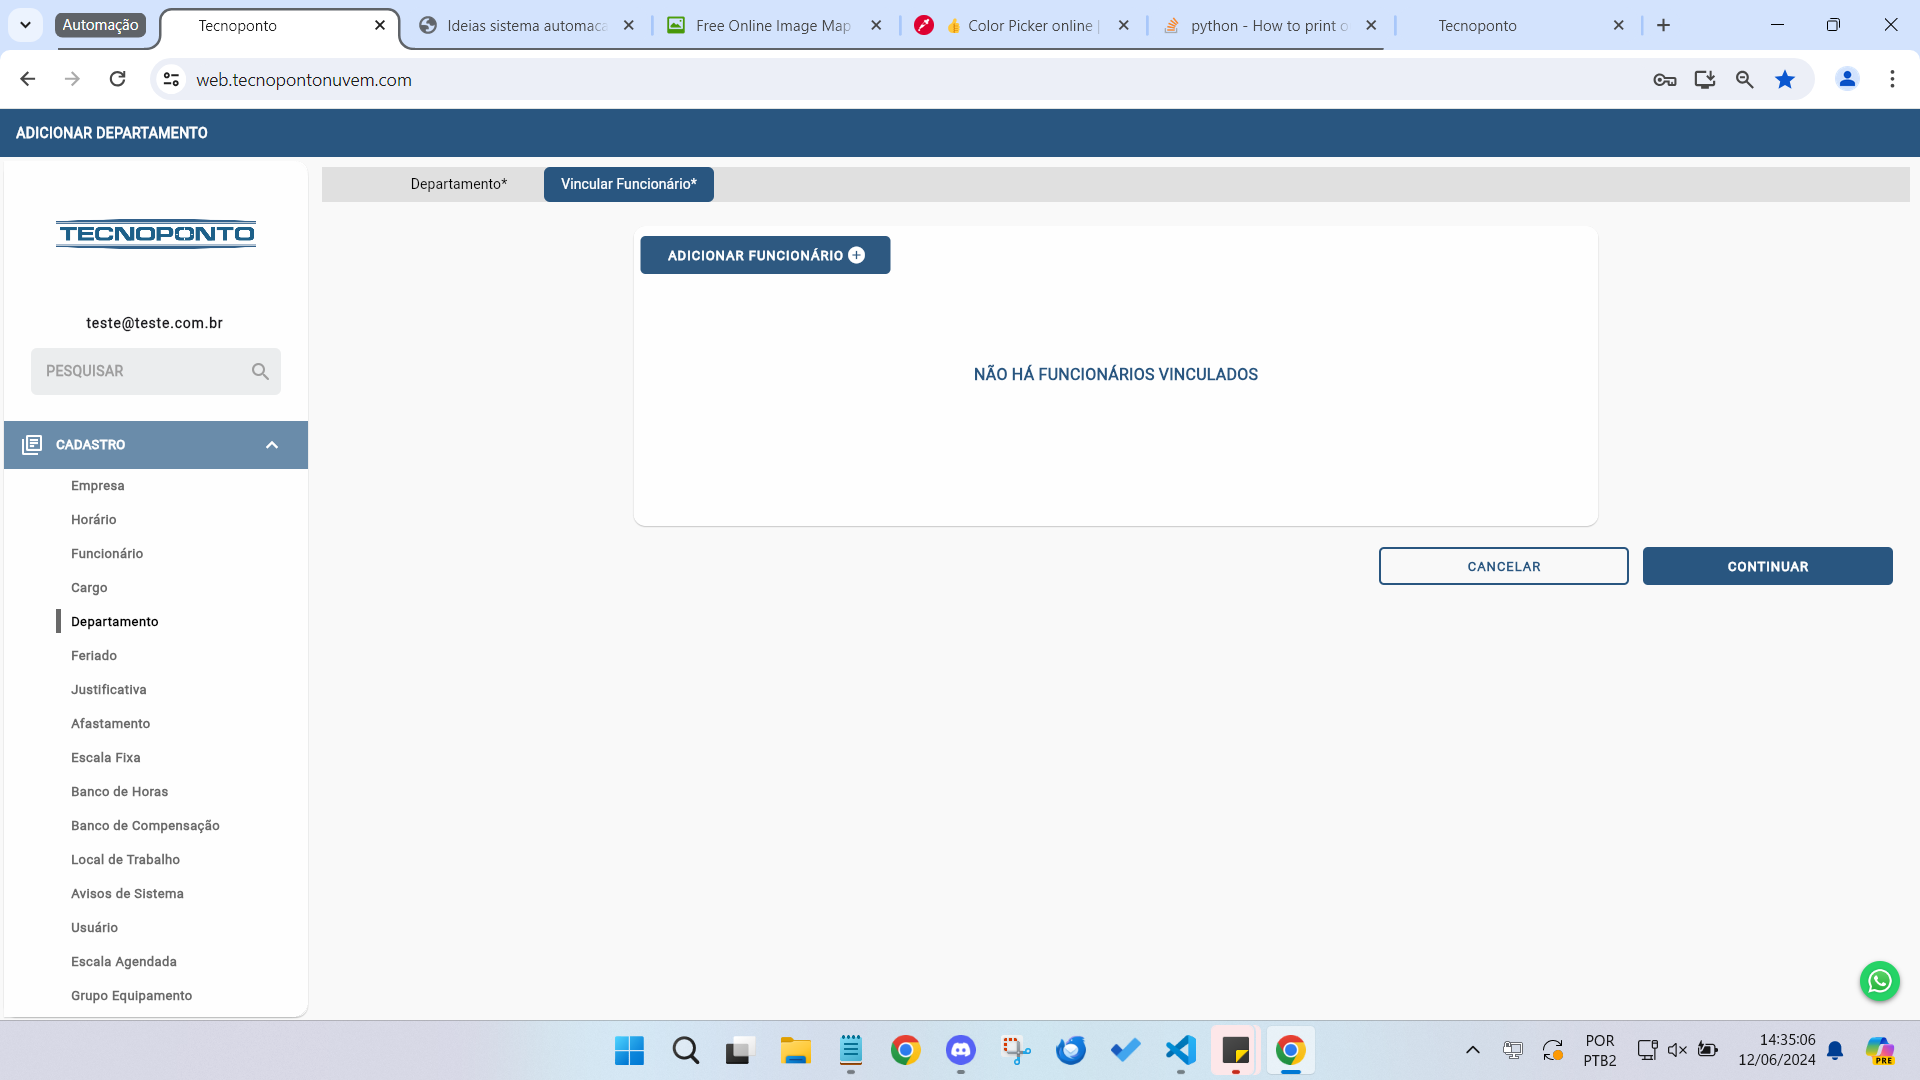 Automação
Tecnoponto
Ideias sistema automaca
Free Online Image Map
👍 Color Picker online |
python - How to print o
Tecnoponto
web.tecnopontonuvem.com
ADICIONAR DEPARTAMENTO
TECNOPONTO
teste@teste.com.br
PESQUISAR
CADASTRO
Empresa
Horário
Funcionário
Cargo
Departamento
Feriado
Justificativa
Afastamento
Escala Fixa
Banco de Horas
Banco de Compensação
Local de Trabalho
Avisos de Sistema
Usuário
Escala Agendada
Grupo Equipamento
Departamento*
Vincular Funcionário*
ADICIONAR FUNCIONÁRIO
NÃO HÁ FUNCIONÁRIOS VINCULADOS
CANCELAR
CONTINUAR
POR
PTB2
14:35:06
12/06/2024
PRE